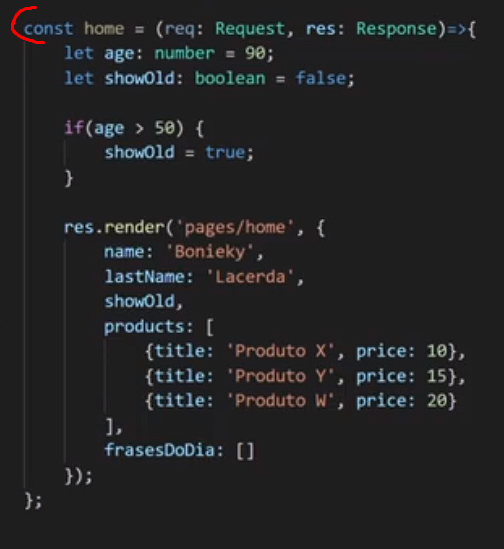 const home = (req: Request, res: Response)=>{
let age: number = 90;
let showOld: boolean = false;
if(age > 50) {
showOld = true;
}
res.render('pages/home', {
name: 'Bonieky',
lastName: 'Lacerda',
showOld,
products: [
{title: 'Produto X', price: 10},
{title: 'Produto Y', price: 15},
{title: 'Produto W', price: 20}
],
frasesDoDia: []
});
};